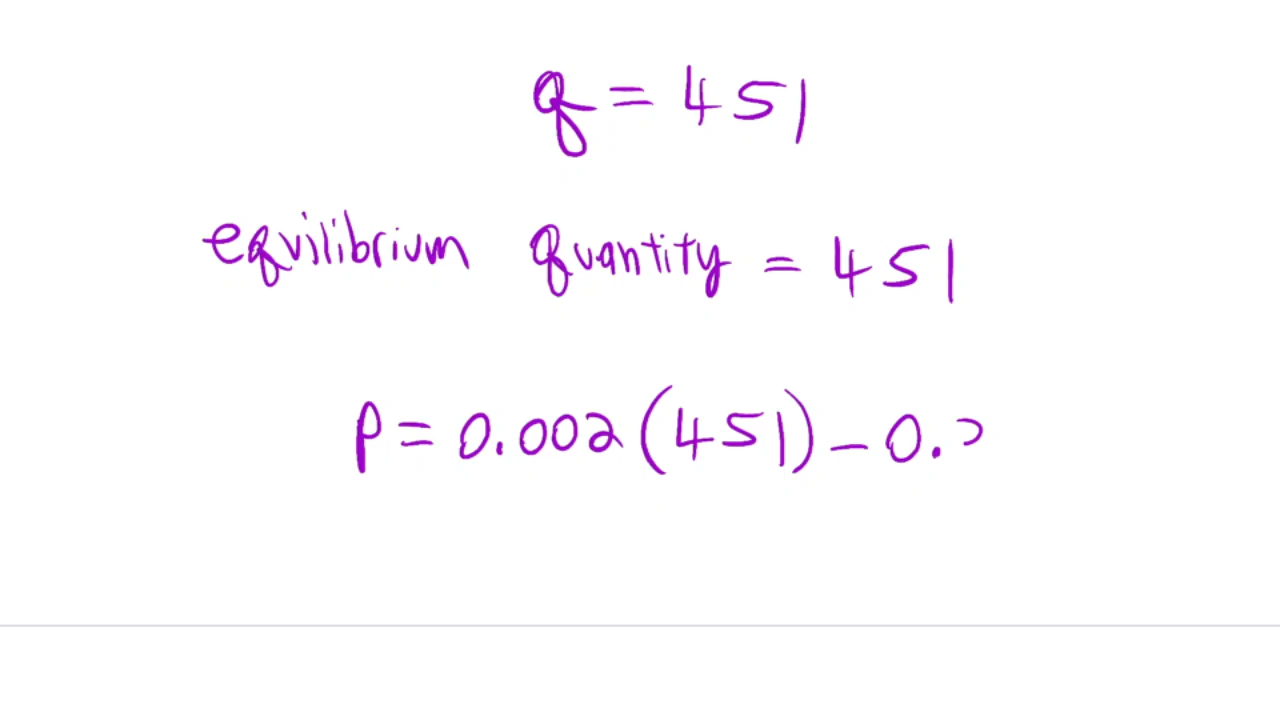 q = 451
equilibrium quantity = 451
p = 0.002 (451) - 0.